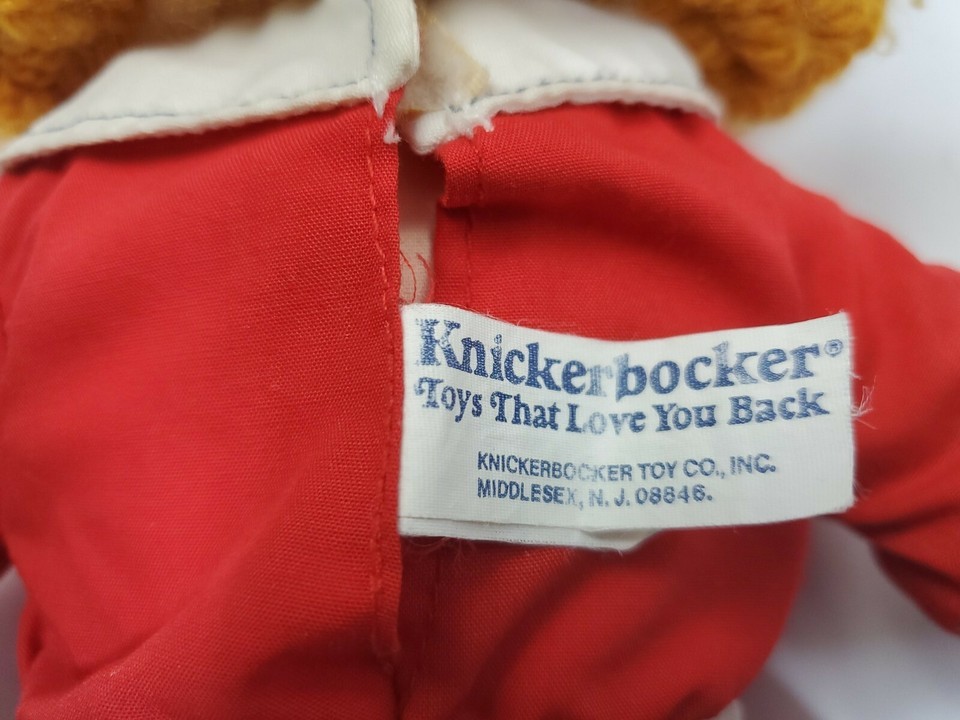 Knickerbocker®
Toys That Love You Back
KNICKERBOCKER TOY CO., INC.
MIDDLESEX, N. J. 08846.